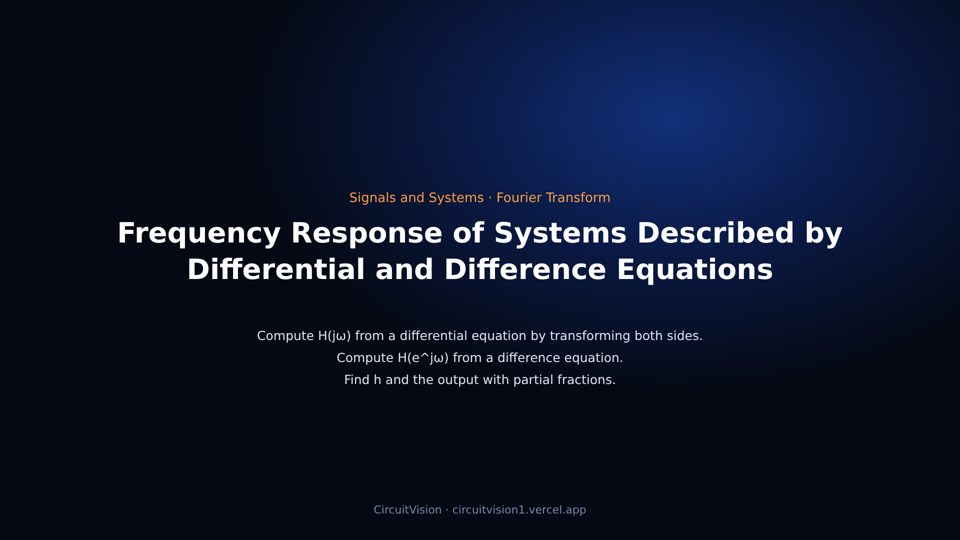 Signals and Systems · Fourier Transform
Frequency Response of Systems Described by
Differential and Difference Equations
Compute H(jω) from a differential equation by transforming both sides.
Compute H(e^jω) from a difference equation.
Find h and the output with partial fractions.
CircuitVision · circuitvision1.vercel.app